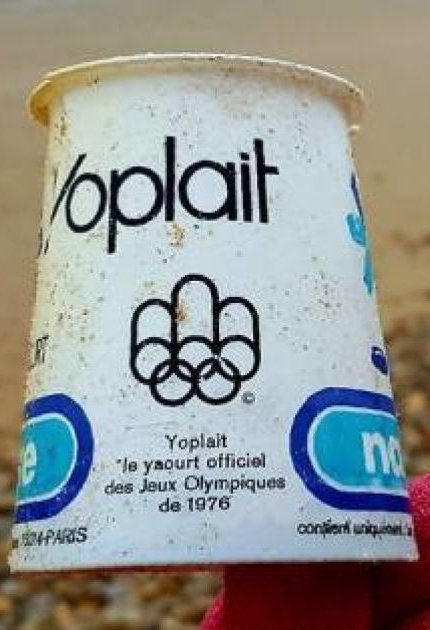 Yoplait
©
Yoplait
"le yaourt officiel
des Jeux Olympiques
de 1976"
PARIS
contient uniquement